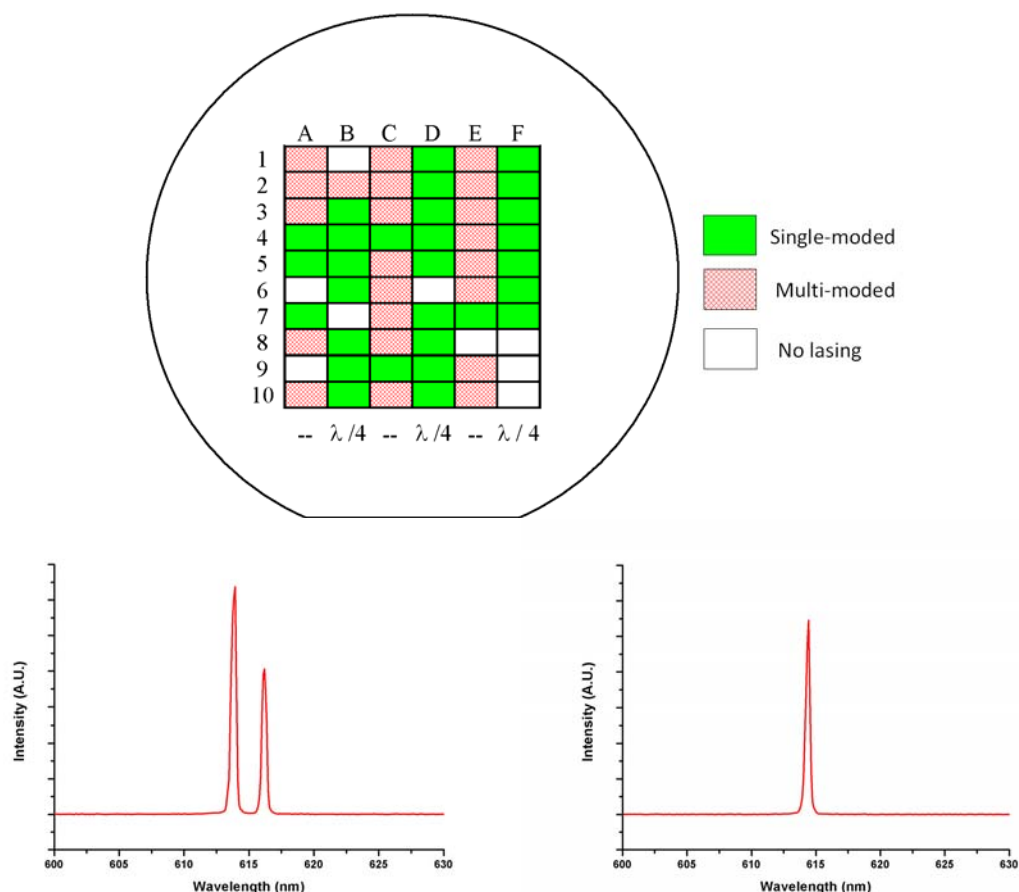 A B C D E F
1
2
3
4
5
6
7
8
9
10
-- λ /4 -- λ /4 -- λ / 4
Single-moded
Multi-moded
No lasing
Intensity (A.U.)
600 605 610 615 620 625 630
Wavelength (nm)
Intensity (A.U.)
600 605 610 615 620 625 630
Wavelength (nm)